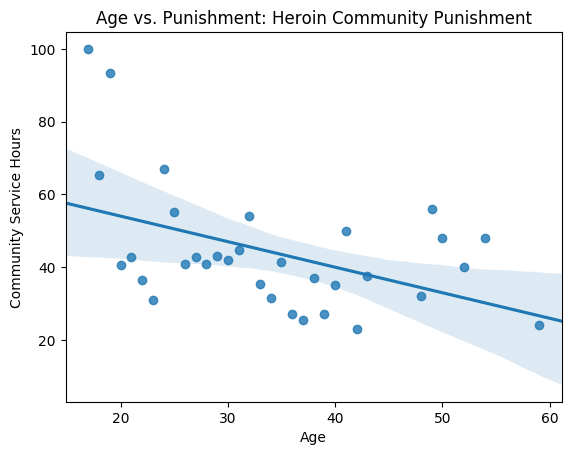 Age vs. Punishment: Heroin Community Punishment
100
80
60
40
20
Community Service Hours
20 30 40 50 60
Age